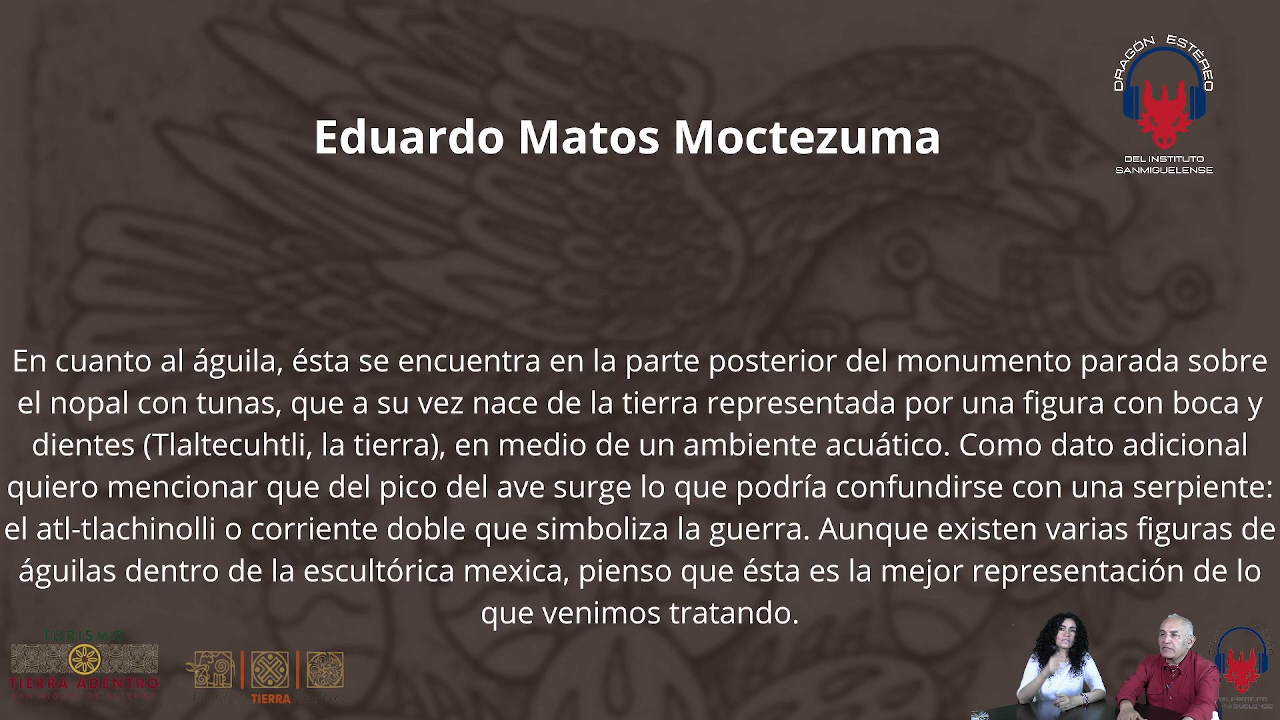 DRAGÓN ESTÉREO
DEL INSTITUTO
SANMIGUELENSE
Eduardo Matos Moctezuma
En cuanto al águila, ésta se encuentra en la parte posterior del monumento parada sobre
el nopal con tunas, que a su vez nace de la tierra representada por una figura con boca y
dientes (Tlaltecuhtli, la tierra), en medio de un ambiente acuático. Como dato adicional
quiero mencionar que del pico del ave surge lo que podría confundirse con una serpiente:
el atl-tlachinolli o corriente doble que simboliza la guerra. Aunque existen varias figuras de
águilas dentro de la escultórica mexica, pienso que ésta es la mejor representación de lo
que venimos tratando.
TURISMO
TIERRA ADENTRO
TIERRA